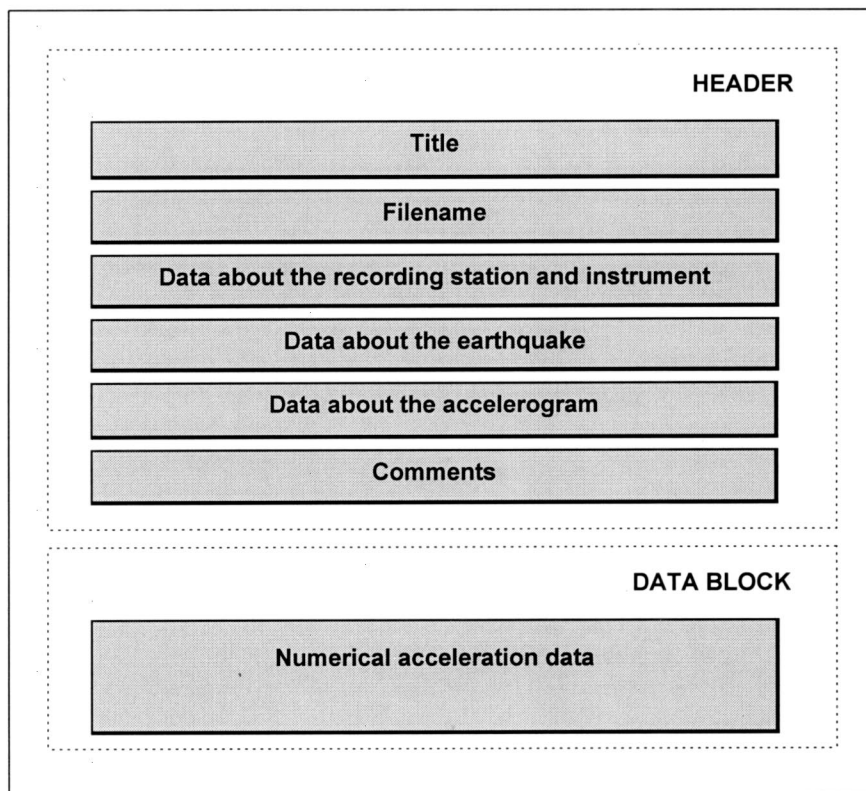 HEADER
Title
Filename
Data about the recording station and instrument
Data about the earthquake
Data about the accelerogram
Comments
DATA BLOCK
Numerical acceleration data